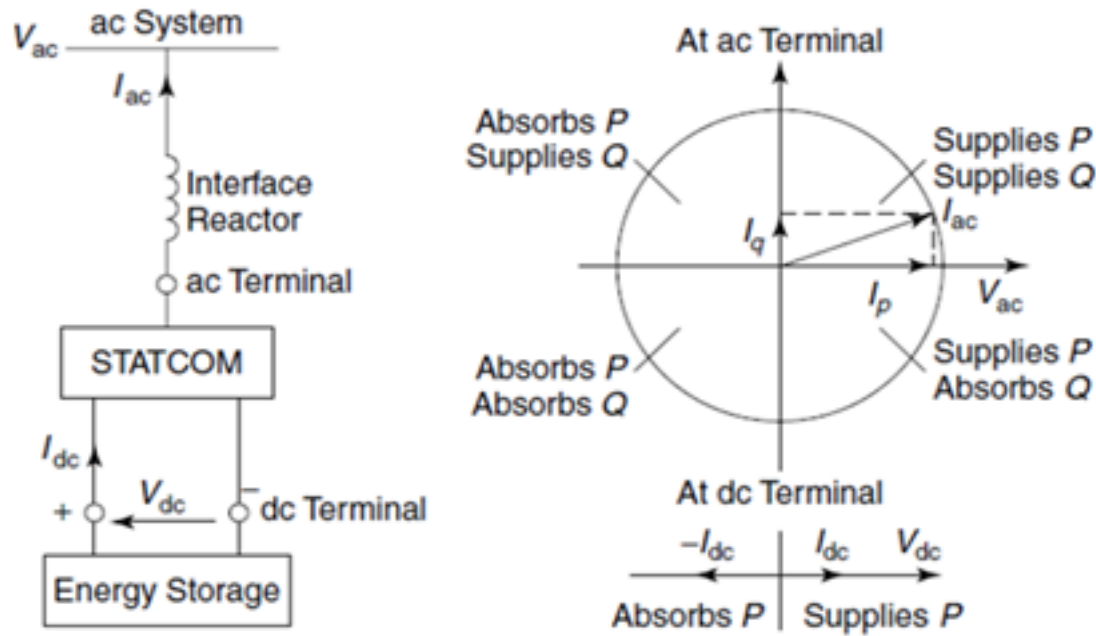 ac System
V_ac
I_ac
Interface
Reactor
ac Terminal
STATCOM
I_dc
V_dc
+
−
dc Terminal
Energy Storage
At ac Terminal
Absorbs P
Supplies Q
Supplies P
Supplies Q
I_ac
I_q
I_p
V_ac
Absorbs P
Absorbs Q
Supplies P
Absorbs Q
At dc Terminal
−I_dc
I_dc
V_dc
Absorbs P
Supplies P